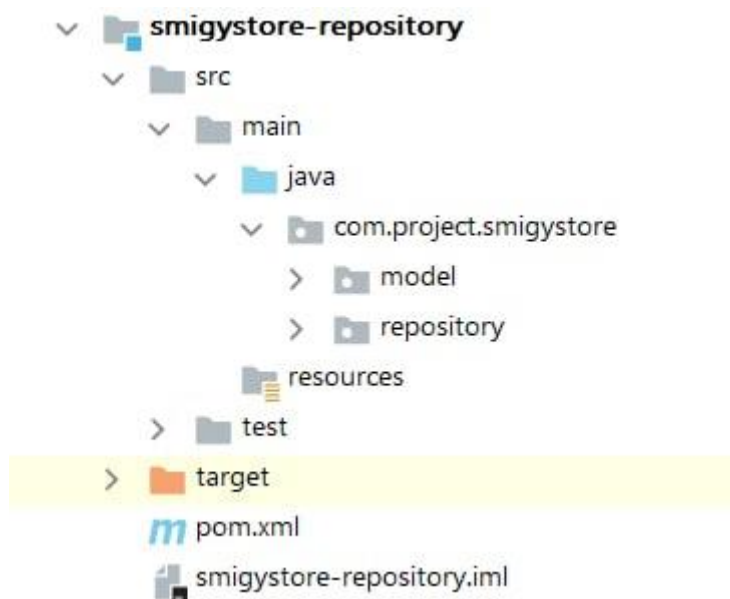 smigystore-repository
src
main
java
com.project.smigystore
model
repository
resources
test
target
pom.xml
smigystore-repository.iml